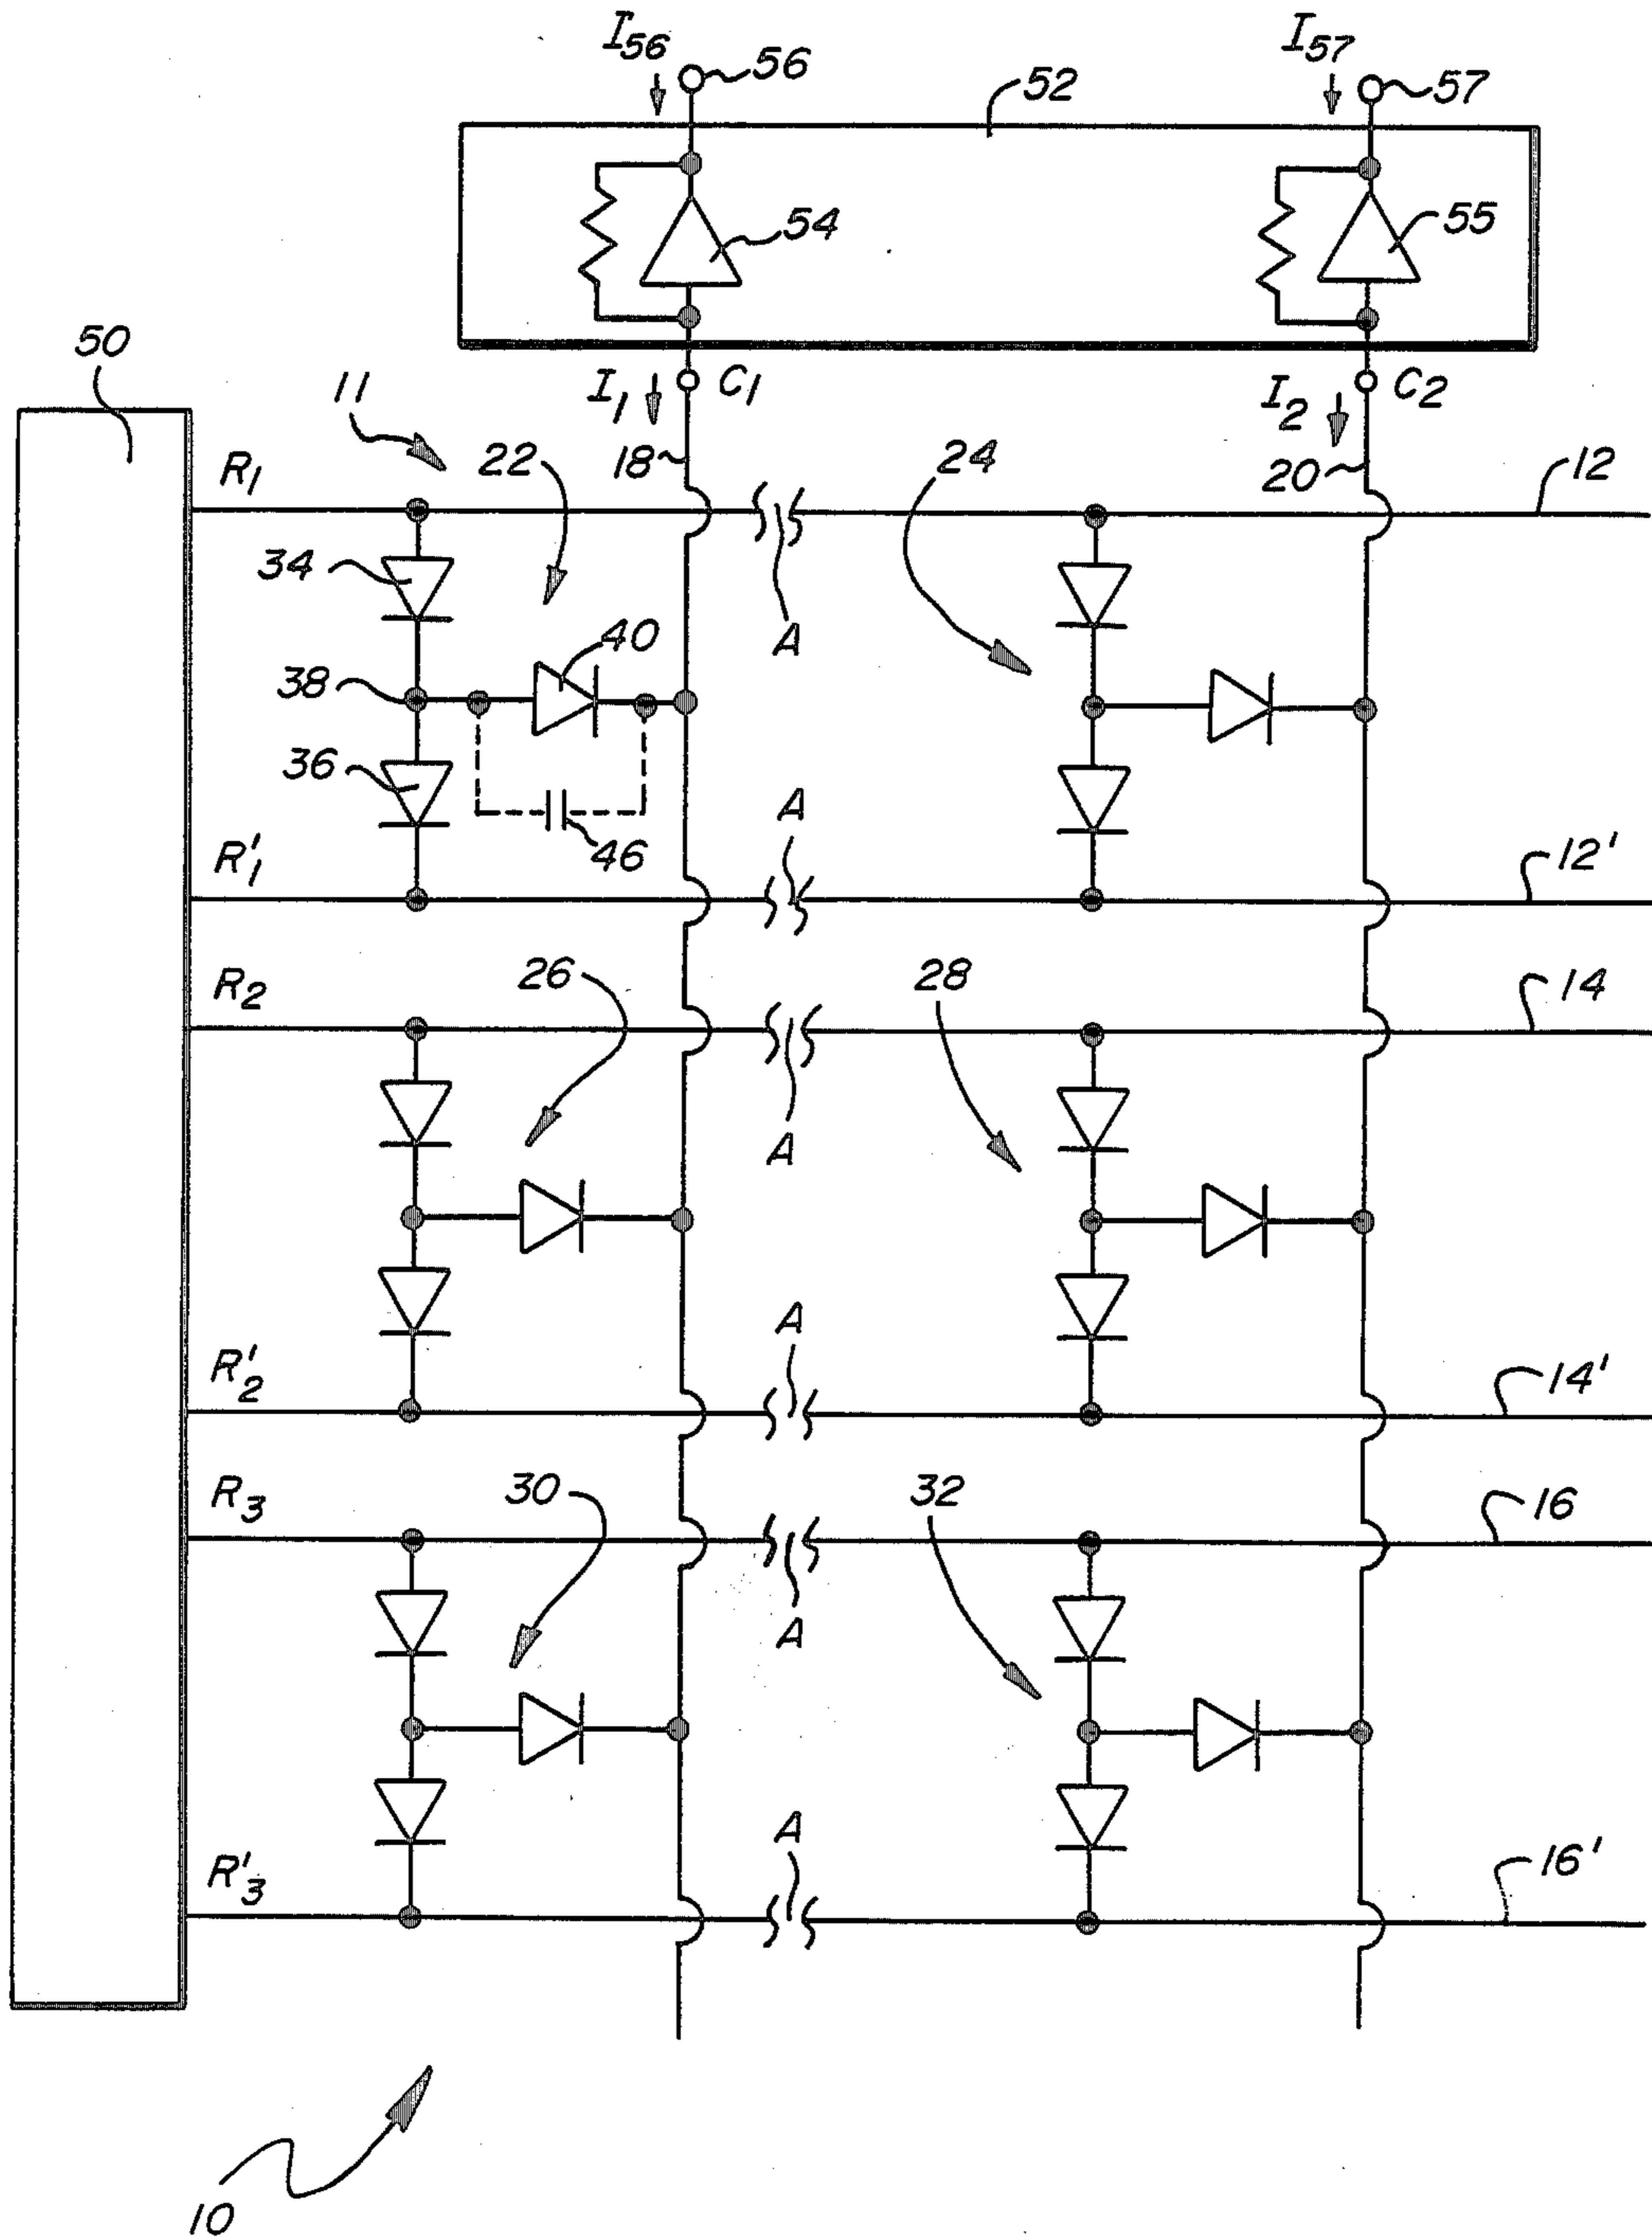 I56 56 I57 57
52
54 55
50
I1 C1 I2 C2
11
R1 22 18 24 20 12
34
A
40
38
36
A
46
R'1 12'
R2 26 28 14
A
A
R'2 14'
R3 30 32 16
A
A
R'3 16'
10